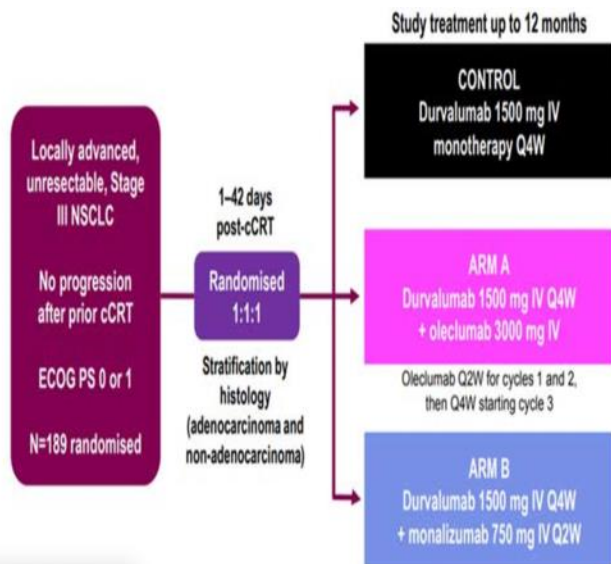 Study treatment up to 12 months
Locally advanced,
unresectable, Stage
III NSCLC
No progression
after prior cCRT
ECOG PS 0 or 1
N=189 randomised
1–42 days
post-cCRT
Randomised
1:1:1
Stratification by
histology
(adenocarcinoma and
non-adenocarcinoma)
CONTROL
Durvalumab 1500 mg IV
monotherapy Q4W
ARM A
Durvalumab 1500 mg IV Q4W
+ oleclumab 3000 mg IV
Oleclumab Q2W for cycles 1 and 2,
then Q4W starting cycle 3
ARM B
Durvalumab 1500 mg IV Q4W
+ monalizumab 750 mg IV Q2W